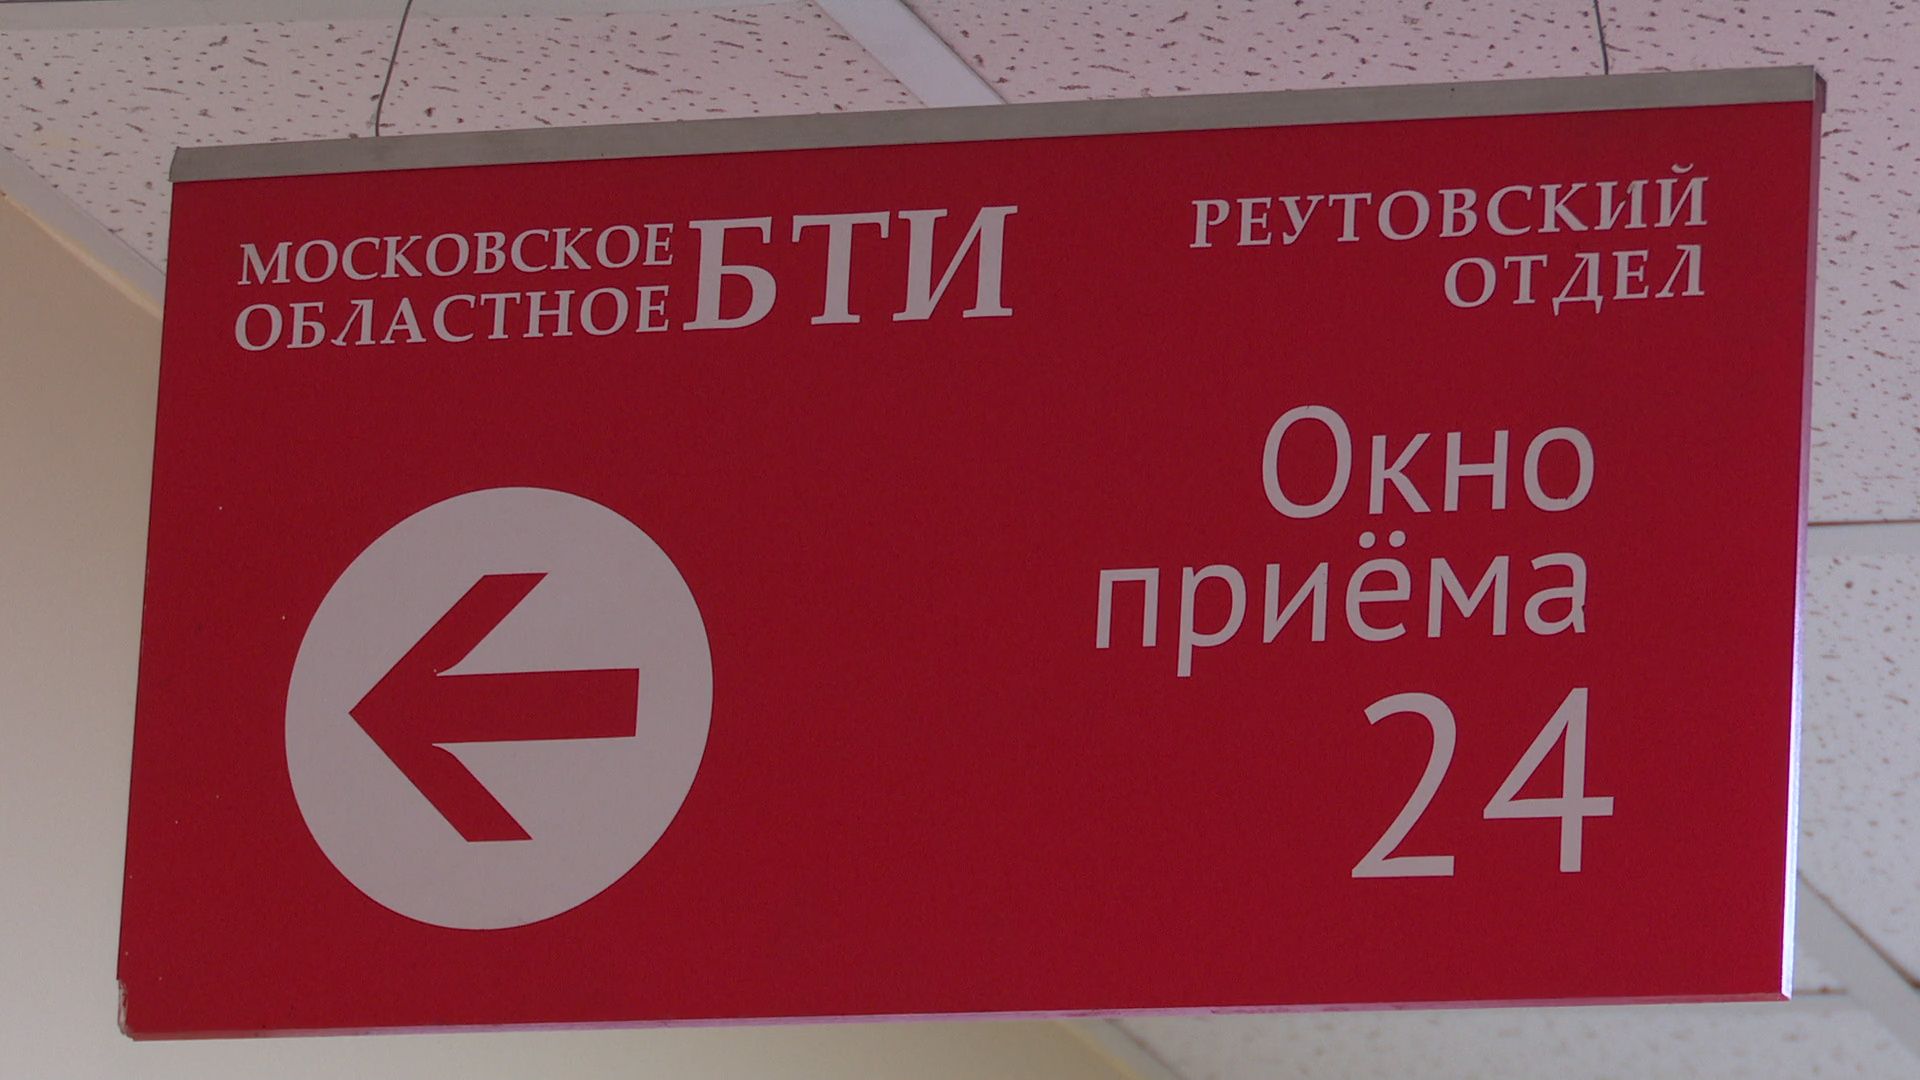 МОСКОВСКОЕ
ОБЛАСТНОЕ БТИ
РЕУТОВСКИЙ
ОТДЕЛ
Окно
приёма
24